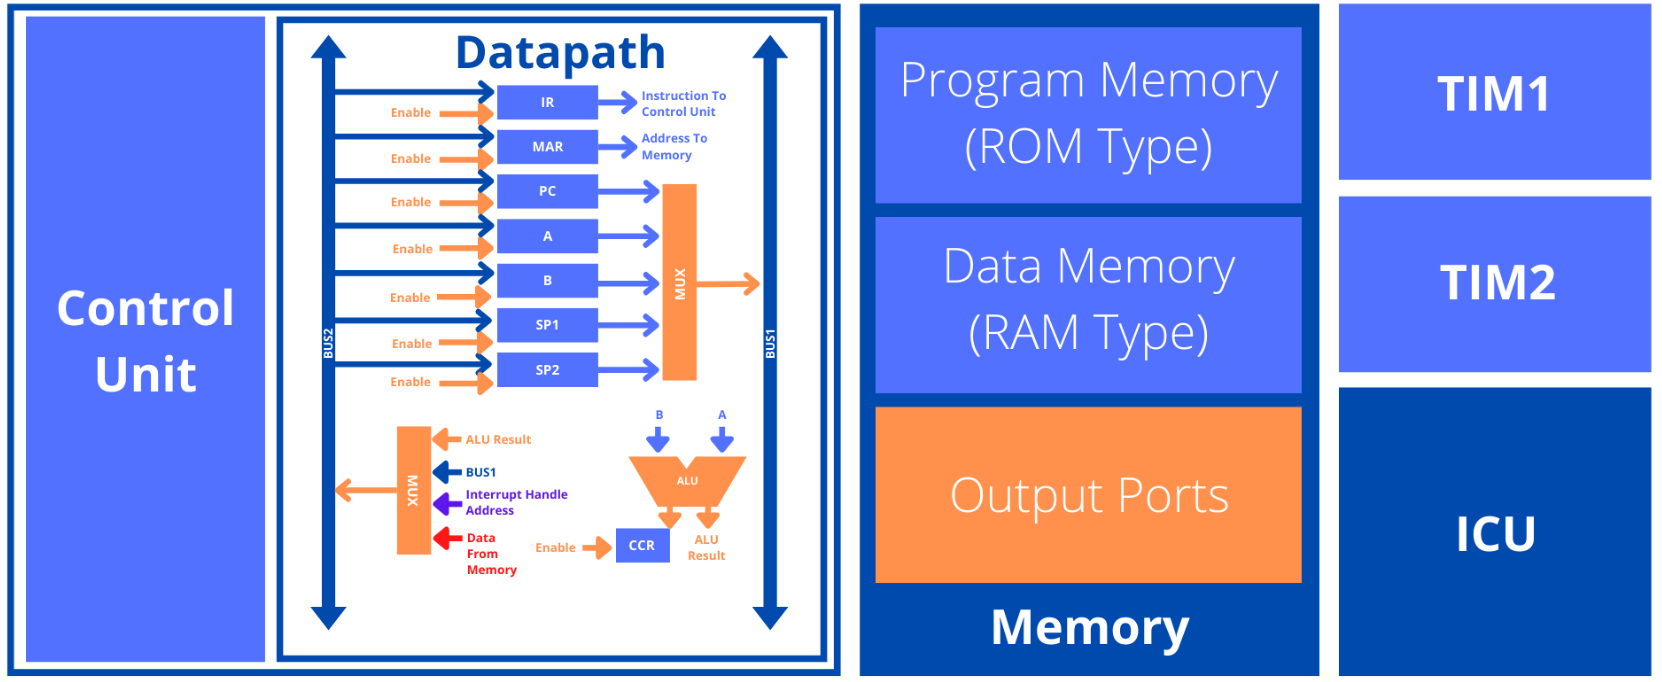 Control
Unit
Datapath
BUS2
Enable
IR
Instruction To
Control Unit
Enable
MAR
Address To
Memory
Enable
PC
Enable
A
Enable
B
Enable
SP1
Enable
SP2
MUX
BUS1
MUX
ALU Result
BUS1
Interrupt Handle
Address
Data
From
Memory
B
A
ALU
Enable
CCR
ALU
Result
Program Memory
(ROM Type)
Data Memory
(RAM Type)
Output Ports
Memory
TIM1
TIM2
ICU